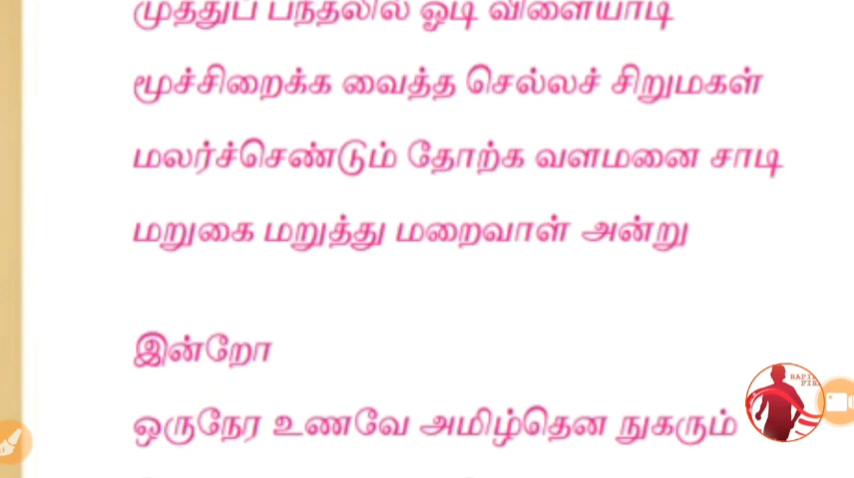 முத்துப் பந்தலில் ஓடி விளையாடி
மூச்சிறைக்க வைத்த செல்லச் சிறுமகள்
மலர்ச்செண்டும் தோற்க வளமனை சாடி
மறுகை மறுத்து மறைவாள் அன்று
இன்றோ
ஒருநேர உணவே அமிழ்தென நுகரும்